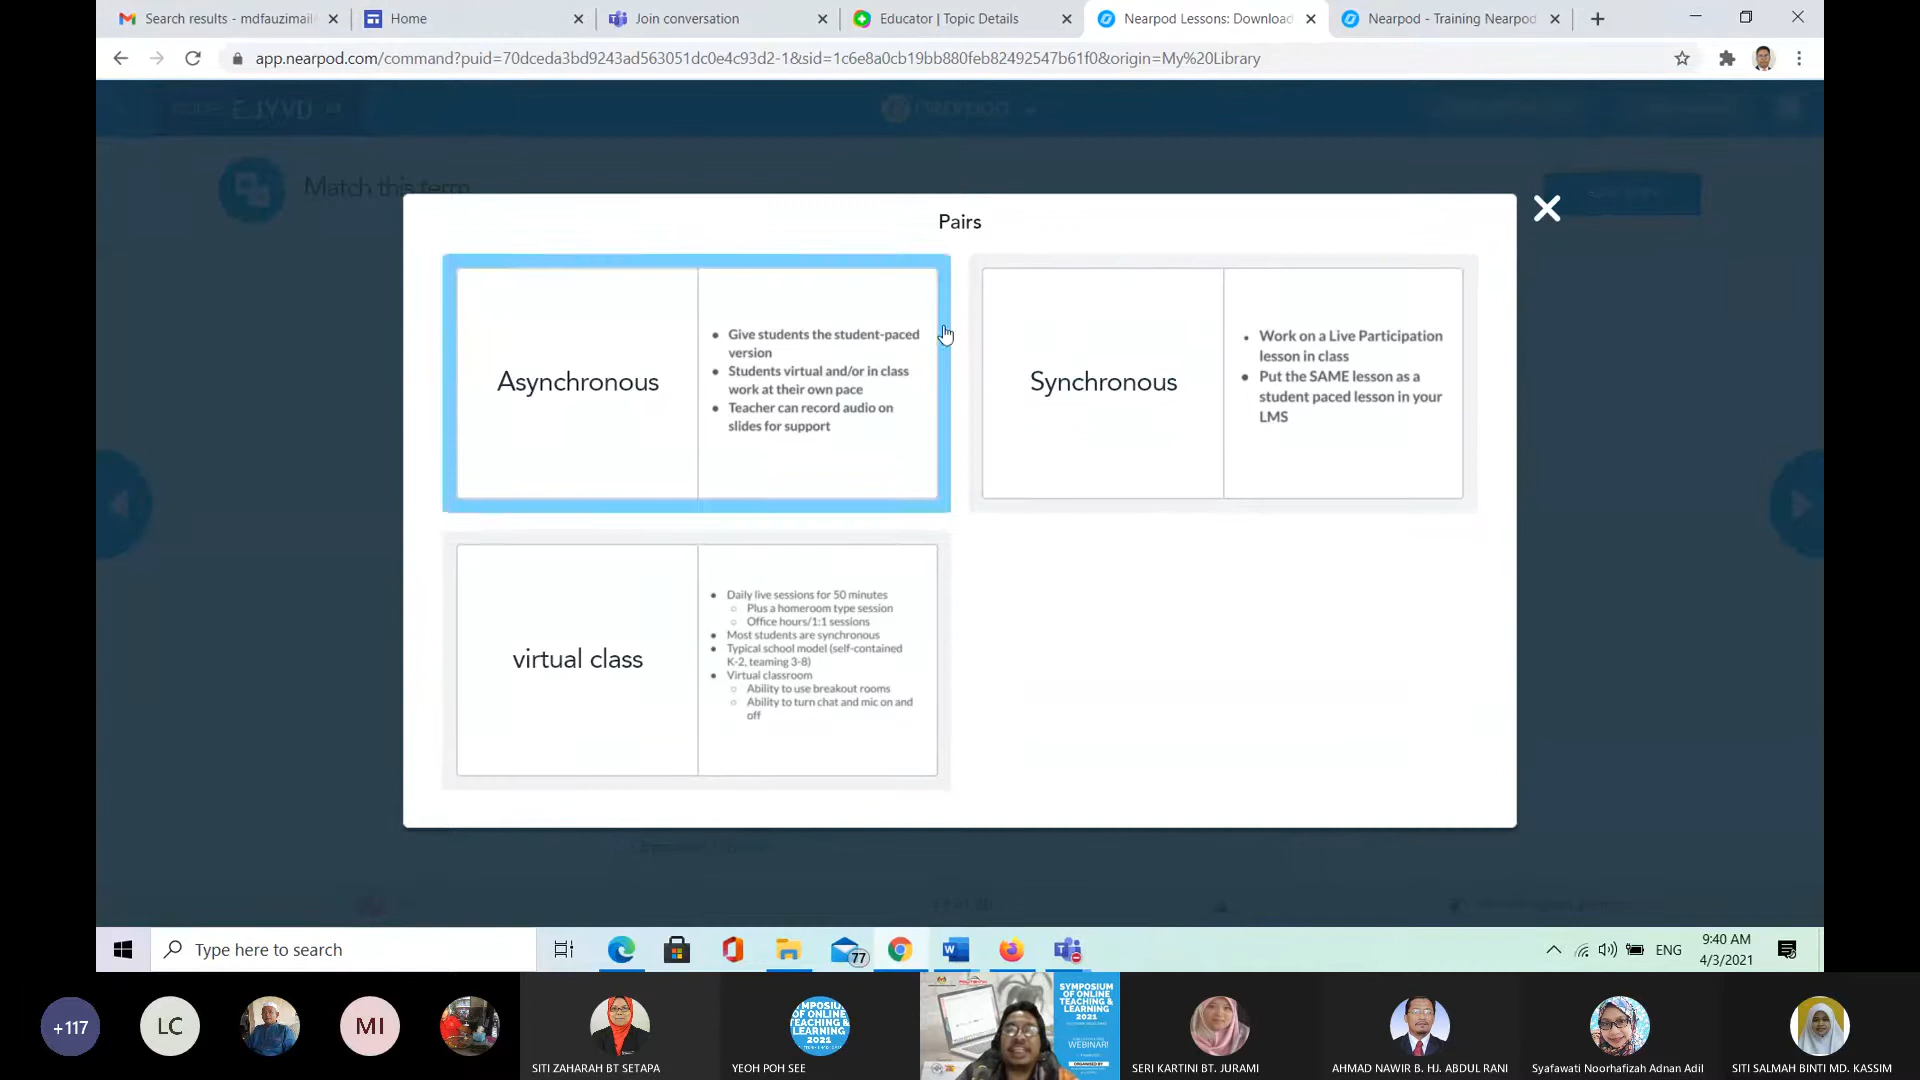 Search results - mdfauzimail
Home
Join conversation
Educator | Topic Details
Nearpod Lessons: Download
Nearpod - Training Nearpod
app.nearpod.com/command?puid=70dceda3bd9243ad563051dc0e4c93d2-1&sid=1c6e8a0cb19bb880feb82492547b61f0&origin=My%20Library
EJYVD
nearpod
Match this term
Pairs
Asynchronous
• Give students the student-paced
version
• Students virtual and/or in class
work at their own pace
• Teacher can record audio on
slides for support
Synchronous
• Work on a Live Participation
lesson in class
• Put the SAME lesson as a
student paced lesson in your
LMS
virtual class
• Daily live sessions for 50 minutes
○ Plus a homeroom type session
○ Office hours/1:1 sessions
• Most students are synchronous
• Typical school model (self-contained
K-2, teaming 3-8)
• Virtual classroom
○ Ability to use breakout rooms
○ Ability to turn chat and mic on and
off
Type here to search
77
ENG
9:40 AM
4/3/2021
+117
LC
MI
SITI ZAHARAH BT SETAPA
SYMPOSIUM
OF ONLINE
TEACHING &
LEARNING
2021
YEOH POH SEE
SYMPOSIUM
OF ONLINE
TEACHING &
LEARNING
2021
WEBINAR!
SERI KARTINI BT. JURAMI
AHMAD NAWIR B. HJ. ABDUL RANI
Syafawati Noorhafizah Adnan Adil
SITI SALMAH BINTI MD. KASSIM